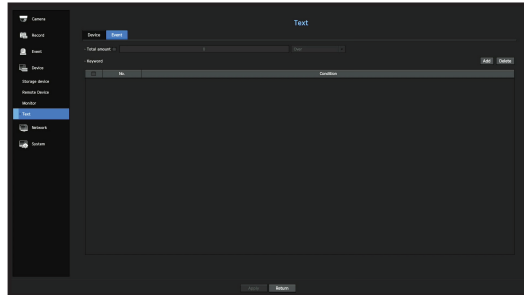 Text
Camera
Record
Event
Device
Storage device
Remote Device
Monitor
Text
Network
System
Device Event
Total amount > 0
Keyword Add Delete
No. Condition
Return